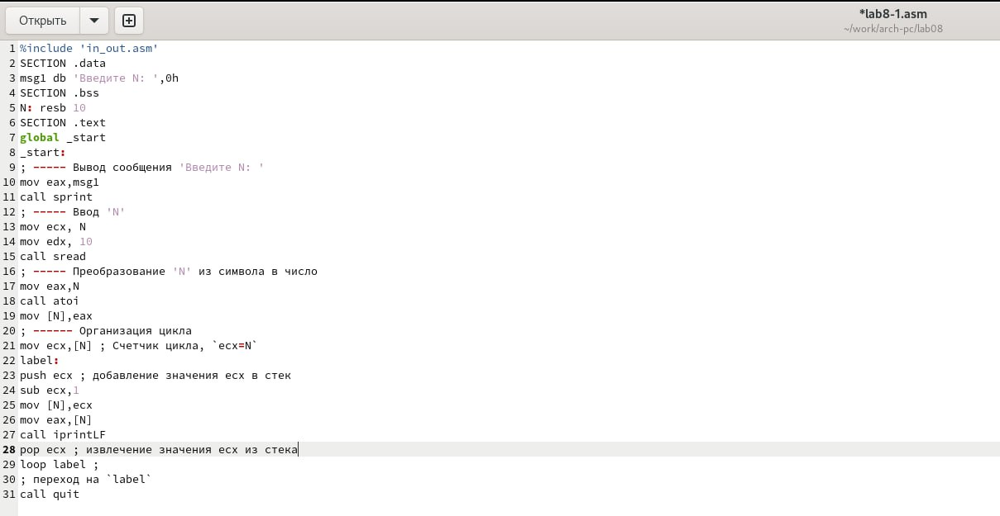 Открыть
*lab8-1.asm
~/work/arch-pc/lab08
1 %include 'in_out.asm'
2 SECTION .data
3 msg1 db 'Введите N: ',0h
4 SECTION .bss
5 N: resb 10
6 SECTION .text
7 global _start
8 _start:
9 ; ----- Вывод сообщения 'Введите N: '
10 mov eax,msg1
11 call sprint
12 ; ----- Ввод 'N'
13 mov ecx, N
14 mov edx, 10
15 call sread
16 ; ----- Преобразование 'N' из символа в число
17 mov eax,N
18 call atoi
19 mov [N],eax
20 ; ------ Организация цикла
21 mov ecx,[N] ; Счетчик цикла, `ecx=N`
22 label:
23 push ecx ; добавление значения ecx в стек
24 sub ecx,1
25 mov [N],ecx
26 mov eax,[N]
27 call iprintLF
28 pop ecx ; извлечение значения ecx из стека
29 loop label ;
30 ; переход на `label`
31 call quit